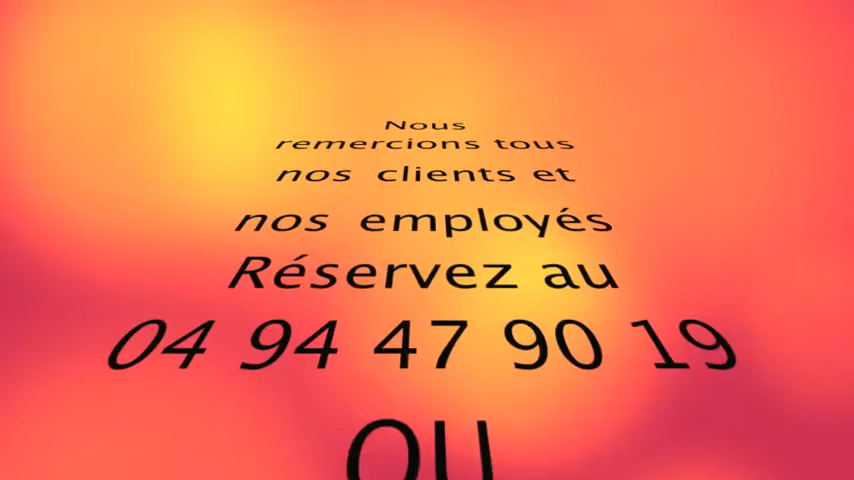 Nous
remercions tous
nos clients et
nos employés
Réservez au
04 94 47 90 19
ou